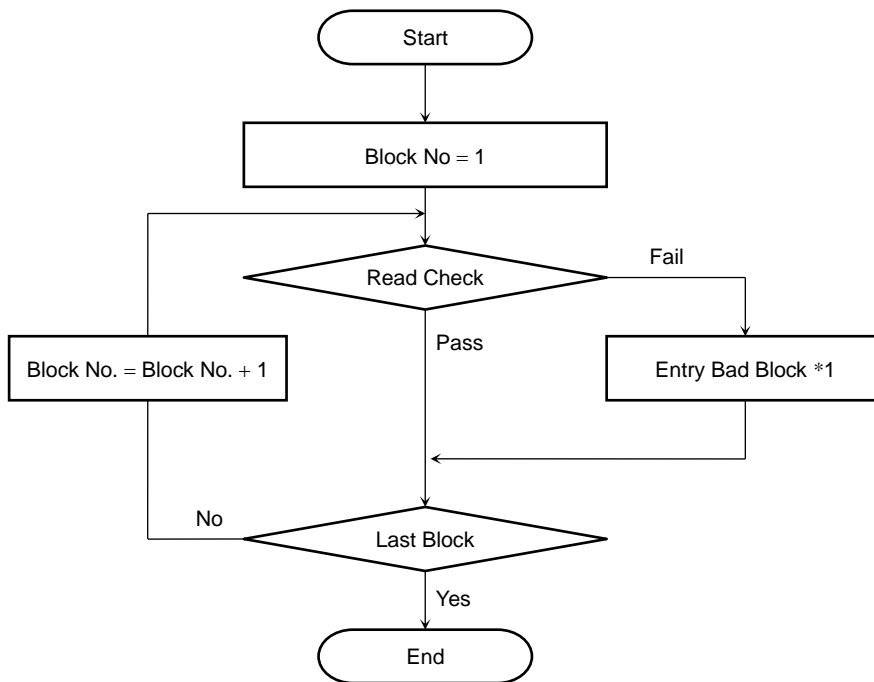 Start
Block No = 1
Read Check
Fail
Pass
Block No. = Block No. + 1
Entry Bad Block *1
No
Last Block
Yes
End